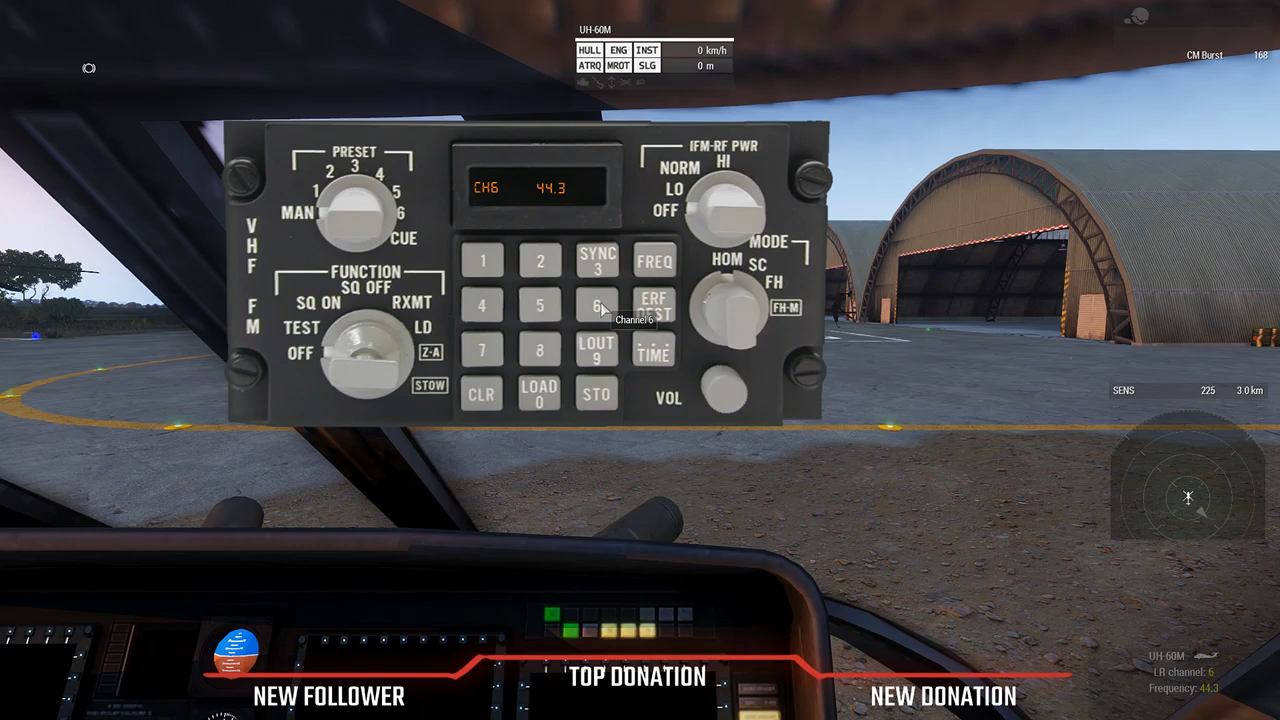 UH-60M
HULL ENG INST 0 km/h
ATRQ MROT SLG 0 m
CM Burst 168
PRESET
MAN 1 2 3 4 5 6 CUE
VHF FM
CH6 44.3
IFM-RF PWR
OFF LO NORM HI
MODE
HOM SC FH FH-M
FUNCTION
OFF TEST SQ ON SQ OFF RXMT LD Z-A STOW
1 2 SYNC 3 FREQ
4 5 6 ERF
Channel 6
7 8 LOUT 9 TIME
CLR LOAD 0 STO
VOL
SENS 225 3.0 km
UH-60M
LR channel: 6
Frequency: 44.3
NEW FOLLOWER
TOP DONATION
NEW DONATION